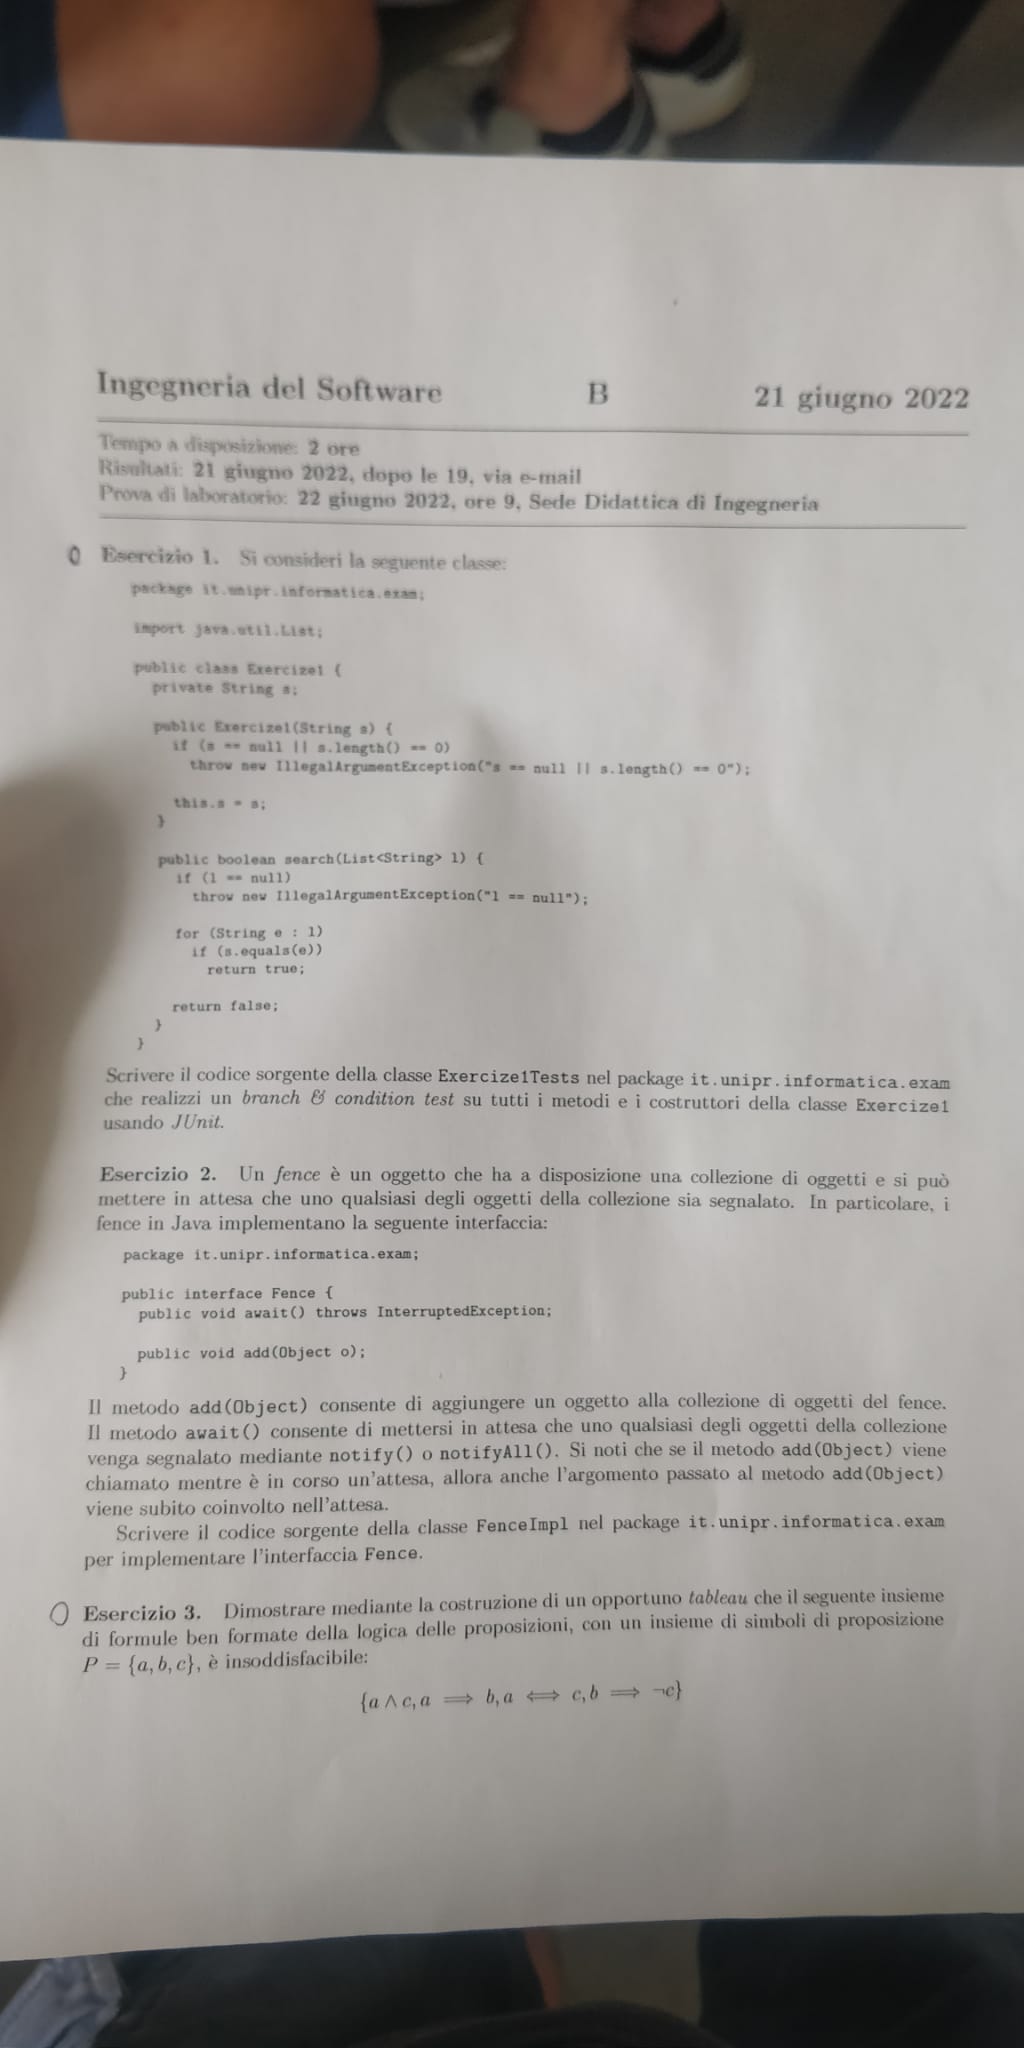 Ingegneria del Software B 21 giugno 2022
Tempo a disposizione: 2 ore
Risultati: 21 giugno 2022, dopo le 19, via e-mail
Prova di laboratorio: 22 giugno 2022, ore 9, Sede Didattica di Ingegneria
Esercizio 1. Si consideri la seguente classe:
package it.unipr.informatica.exam;
import java.util.List;
public class Exercize1 {
private String s;
public Exercize1(String s) {
if (s == null || s.length() == 0)
throw new IllegalArgumentException("s == null || s.length() == 0");
this.s = s;
}
public boolean search(List<String> l) {
if (l == null)
throw new IllegalArgumentException("l == null");
for (String e : l)
if (s.equals(e))
return true;
return false;
}
}
Scrivere il codice sorgente della classe Exercize1Tests nel package it.unipr.informatica.exam
che realizzi un branch & condition test su tutti i metodi e i costruttori della classe Exercize1
usando JUnit.
Esercizio 2. Un fence è un oggetto che ha a disposizione una collezione di oggetti e si può
mettere in attesa che uno qualsiasi degli oggetti della collezione sia segnalato. In particolare, i
fence in Java implementano la seguente interfaccia:
package it.unipr.informatica.exam;
public interface Fence {
public void await() throws InterruptedException;
public void add(Object o);
}
Il metodo add(Object) consente di aggiungere un oggetto alla collezione di oggetti del fence.
Il metodo await() consente di mettersi in attesa che uno qualsiasi degli oggetti della collezione
venga segnalato mediante notify() o notifyAll(). Si noti che se il metodo add(Object) viene
chiamato mentre è in corso un'attesa, allora anche l'argomento passato al metodo add(Object)
viene subito coinvolto nell'attesa.
Scrivere il codice sorgente della classe FenceImpl nel package it.unipr.informatica.exam
per implementare l'interfaccia Fence.
Esercizio 3. Dimostrare mediante la costruzione di un opportuno tableau che il seguente insieme
di formule ben formate della logica delle proposizioni, con un insieme di simboli di proposizione
P = {a, b, c}, è insoddisfacibile:
{a ∧ c, a ⟹ b, a ⟺ c, b ⟹ ¬c}